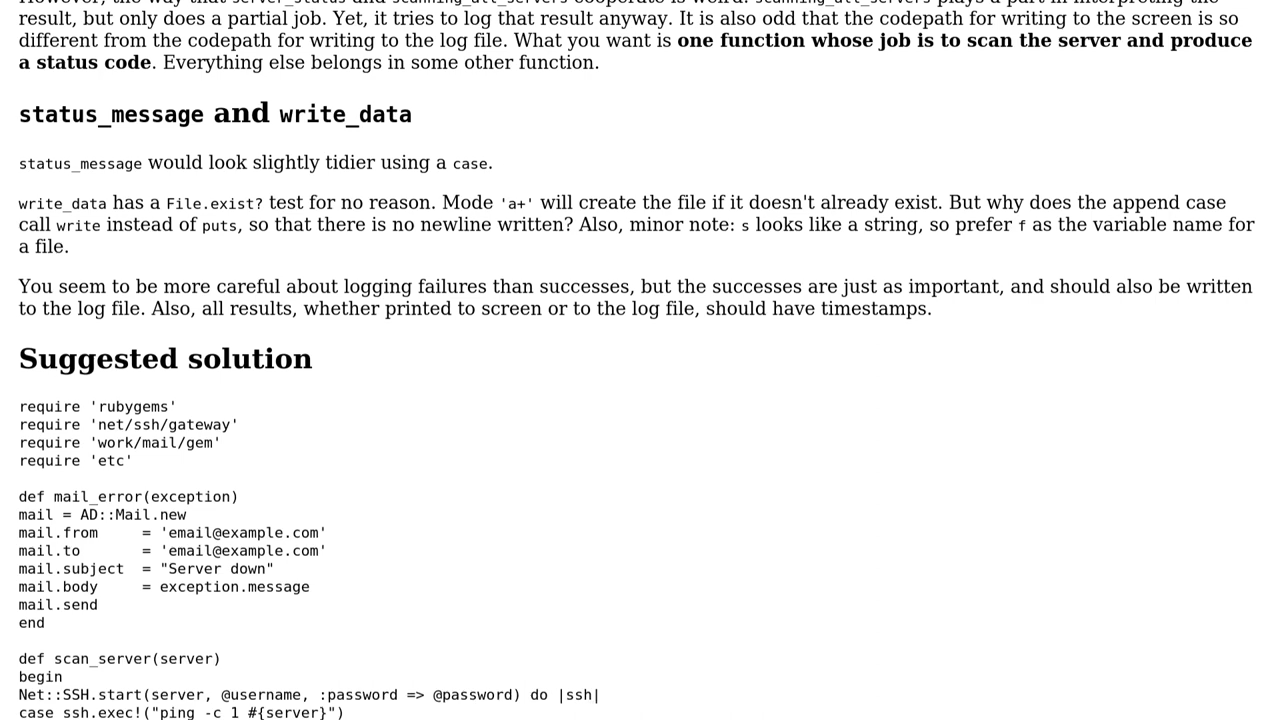 result, but only does a partial job. Yet, it tries to log that result anyway. It is also odd that the codepath for writing to the screen is so
different from the codepath for writing to the log file. What you want is one function whose job is to scan the server and produce
a status code. Everything else belongs in some other function.
status_message and write_data
status_message would look slightly tidier using a case.
write_data has a File.exist? test for no reason. Mode 'a+' will create the file if it doesn't already exist. But why does the append case
call write instead of puts, so that there is no newline written? Also, minor note: s looks like a string, so prefer f as the variable name for
a file.
You seem to be more careful about logging failures than successes, but the successes are just as important, and should also be written
to the log file. Also, all results, whether printed to screen or to the log file, should have timestamps.
Suggested solution
require 'rubygems'
require 'net/ssh/gateway'
require 'work/mail/gem'
require 'etc'
def mail_error(exception)
mail = AD::Mail.new
mail.from     = 'email@example.com'
mail.to       = 'email@example.com'
mail.subject  = "Server down"
mail.body     = exception.message
mail.send
end
def scan_server(server)
begin
Net::SSH.start(server, @username, :password => @password) do |ssh|
case ssh.exec!("ping -c 1 #{server}")